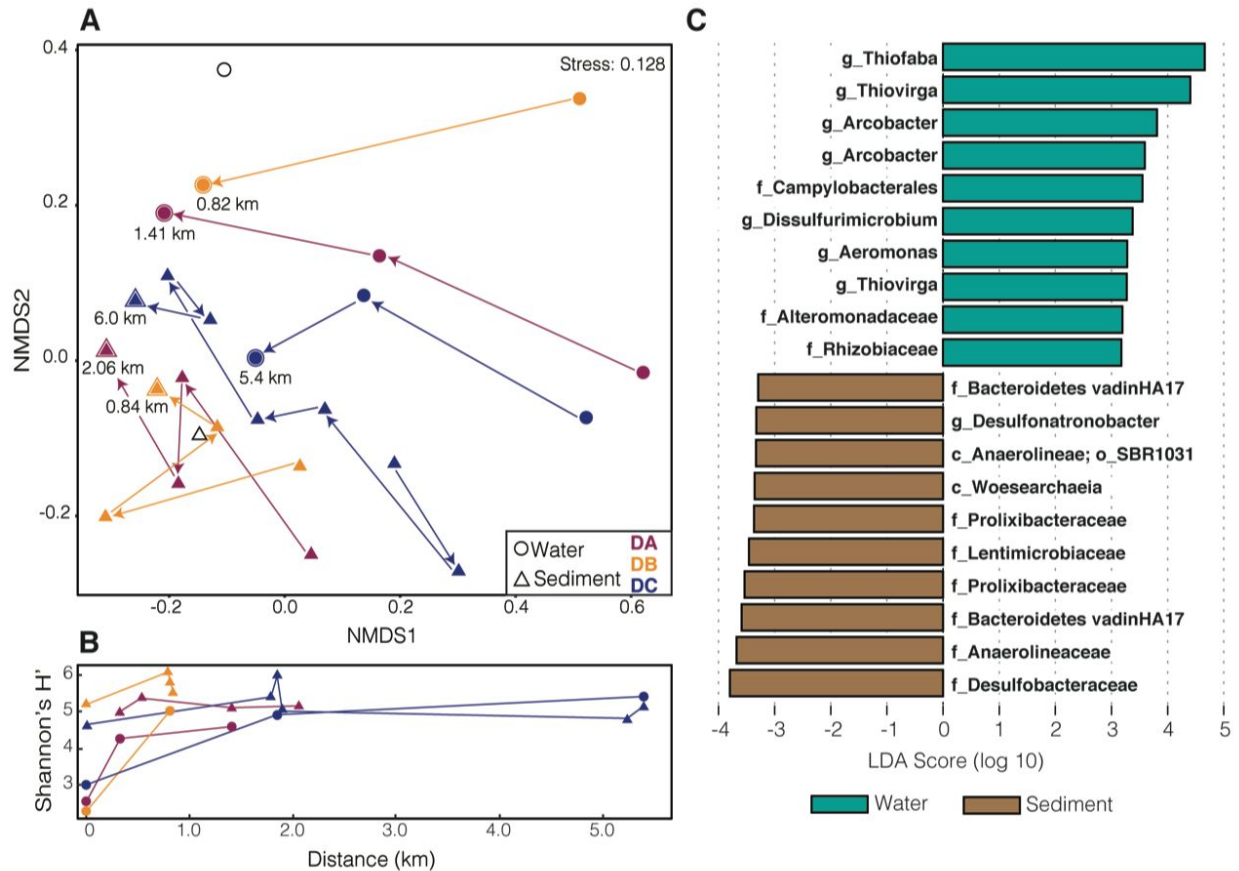 A
0.4
0.2
0.0
-0.2
NMDS2
Stress: 0.128
0.82 km
1.41 km
6.0 km
2.06 km
5.4 km
0.84 km
Water
Sediment
DA
DB
DC
-0.2
0.0
0.2
0.4
0.6
NMDS1
B
6
5
4
3
Shannon's H'
0
1.0
2.0
3.0
4.0
5.0
Distance (km)
C
g_Thiofaba
g_Thiovirga
g_Arcobacter
g_Arcobacter
f_Campylobacterales
g_Dissulfurimicrobium
g_Aeromonas
g_Thiovirga
f_Alteromonadaceae
f_Rhizobiaceae
f_Bacteroidetes vadinHA17
g_Desulfonatronobacter
c_Anaerolineae; o_SBR1031
c_Woesearchaeia
f_Prolixibacteraceae
f_Lentimicrobiaceae
f_Prolixibacteraceae
f_Bacteroidetes vadinHA17
f_Anaerolineaceae
f_Desulfobacteraceae
-4 -3 -2 -1 0 1 2 3 4 5
LDA Score (log 10)
Water
Sediment